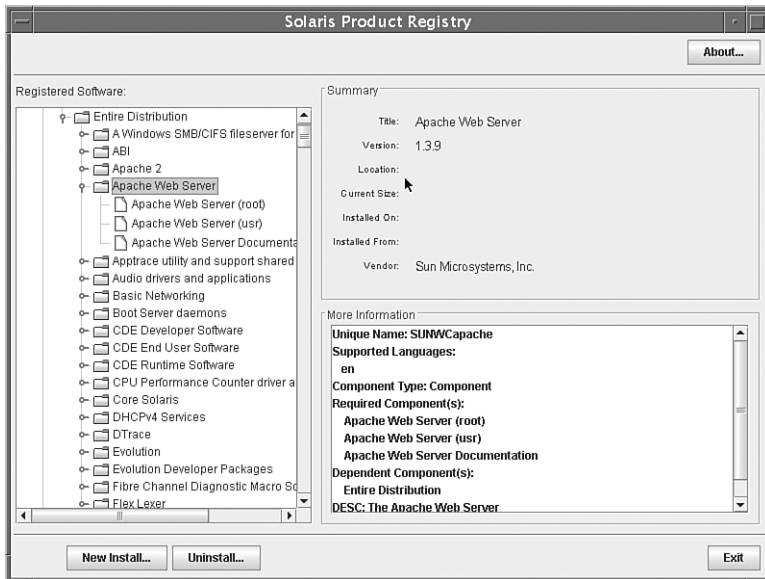 Solaris Product Registry
About...
Registered Software:
Entire Distribution
A Windows SMB/CIFS fileserver for
ABI
Apache 2
Apache Web Server
Apache Web Server (root)
Apache Web Server (usr)
Apache Web Server Documenta
Apptrace utility and support shared
Audio drivers and applications
Basic Networking
Boot Server daemons
CDE Developer Software
CDE End User Software
CDE Runtime Software
CPU Performance Counter driver a
Core Solaris
DHCPv4 Services
DTrace
Evolution
Evolution Developer Packages
Fibre Channel Diagnostic Macro So
Flex Lexer
Summary
Title: Apache Web Server
Version: 1.3.9
Location:
Current Size:
Installed On:
Installed From:
Vendor: Sun Microsystems, Inc.
More Information
Unique Name: SUNWCapache
Supported Languages:
en
Component Type: Component
Required Component(s):
Apache Web Server (root)
Apache Web Server (usr)
Apache Web Server Documentation
Dependent Component(s):
Entire Distribution
DESC: The Apache Web Server
New Install...
Uninstall...
Exit